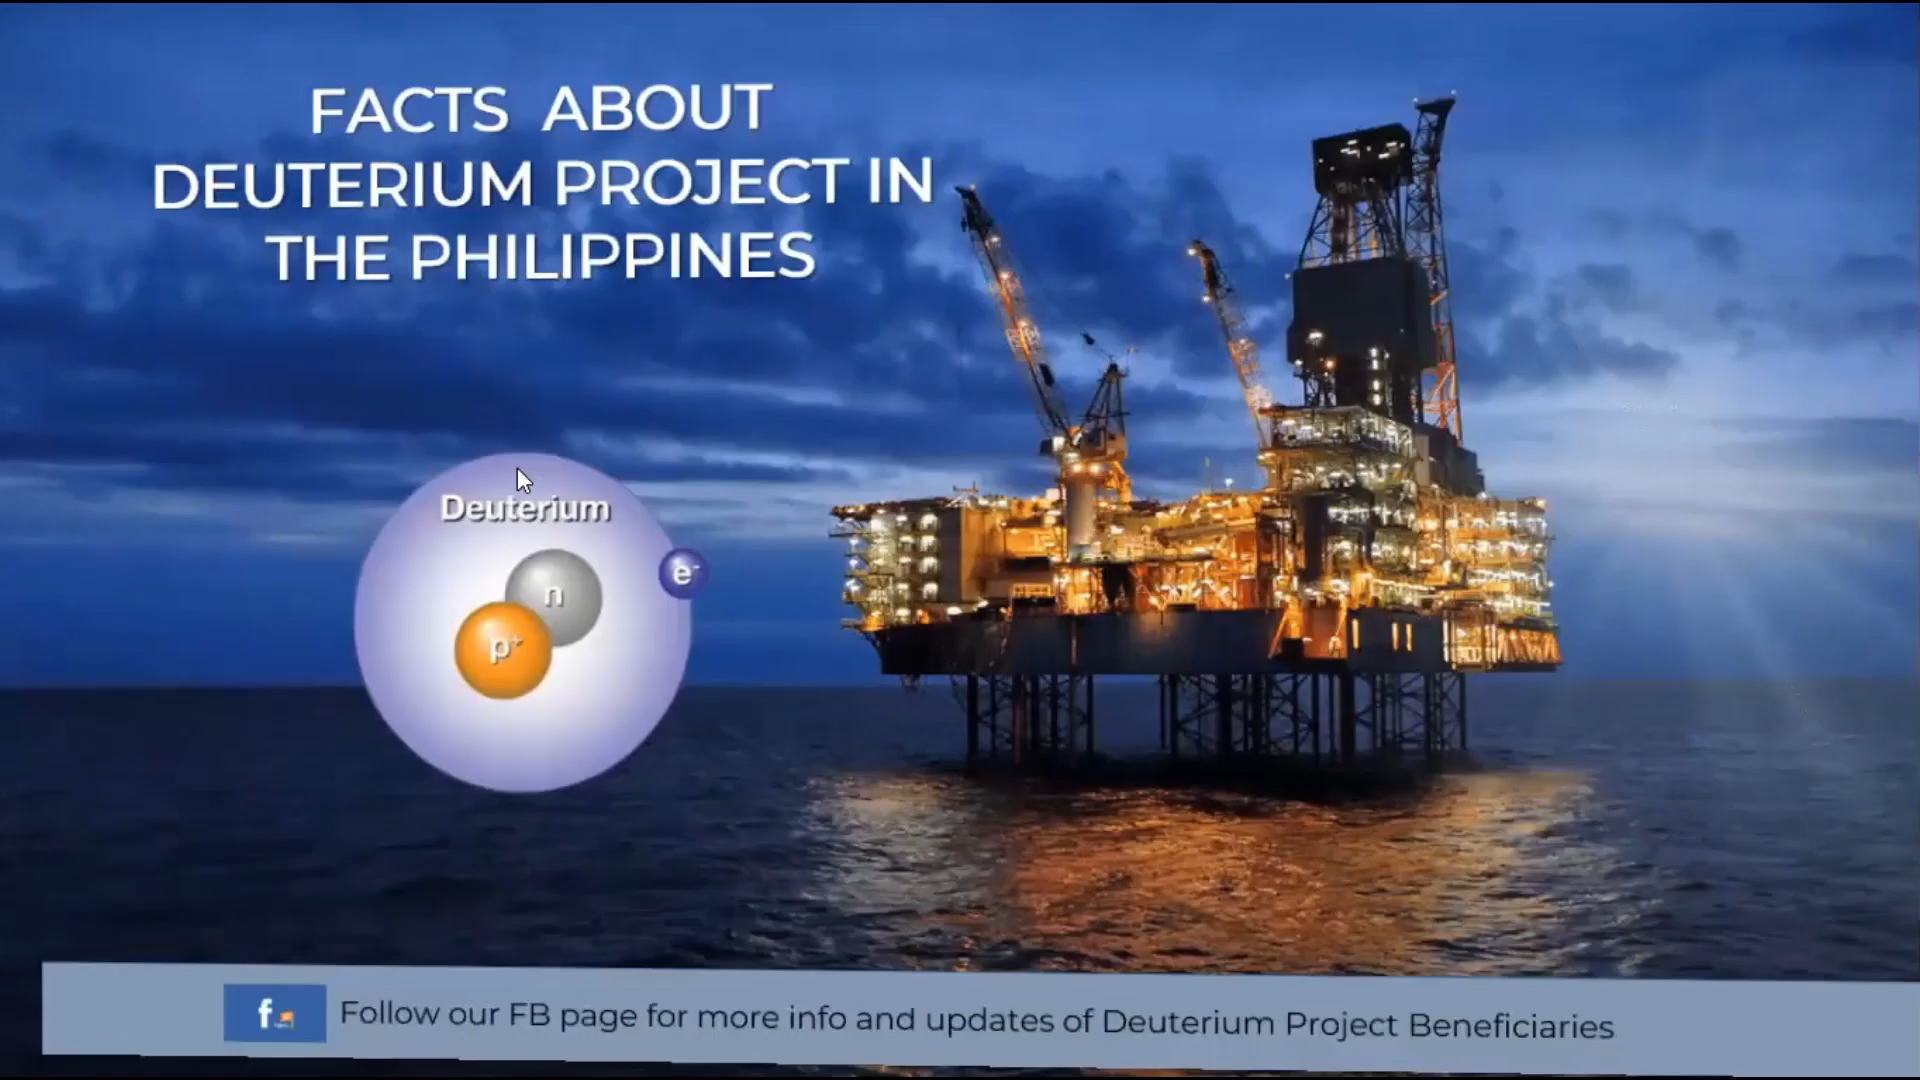 FACTS ABOUT
DEUTERIUM PROJECT IN
THE PHILIPPINES
Deuterium
n
e-
p+
f
Follow our FB page for more info and updates of Deuterium Project Beneficiaries